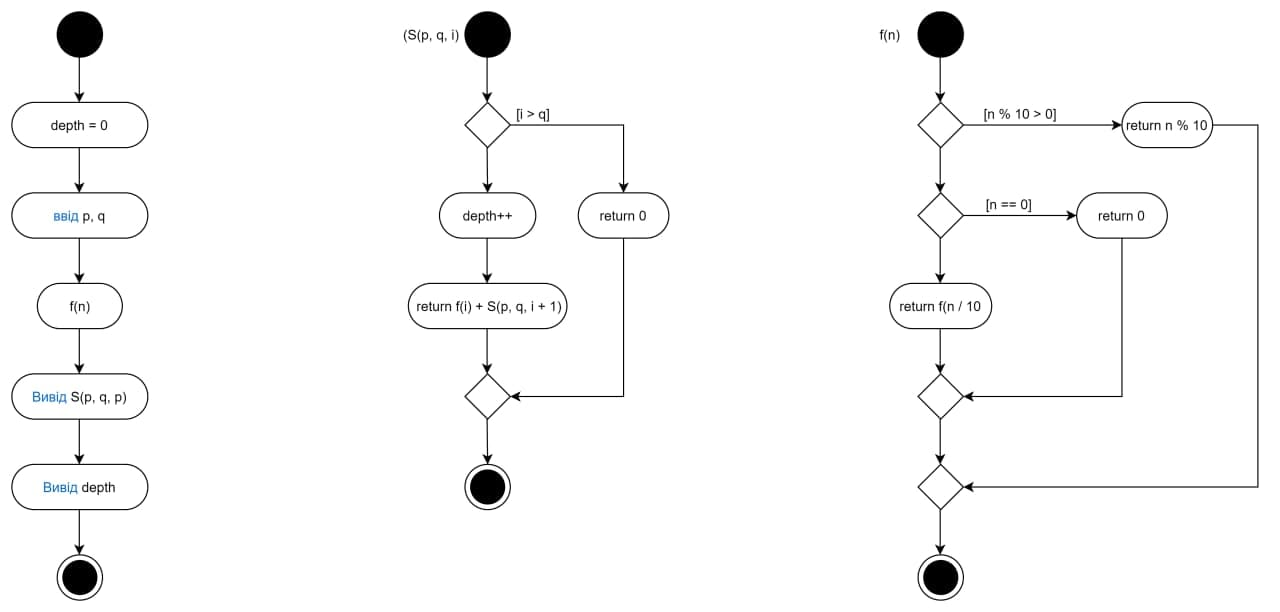 depth = 0
ввід p, q
f(n)
Вивід S(p, q, p)
Вивід depth
(S(p, q, i)
[i > q]
depth++
return 0
return f(i) + S(p, q, i + 1)
f(n)
[n % 10 > 0]
return n % 10
[n == 0]
return 0
return f(n / 10